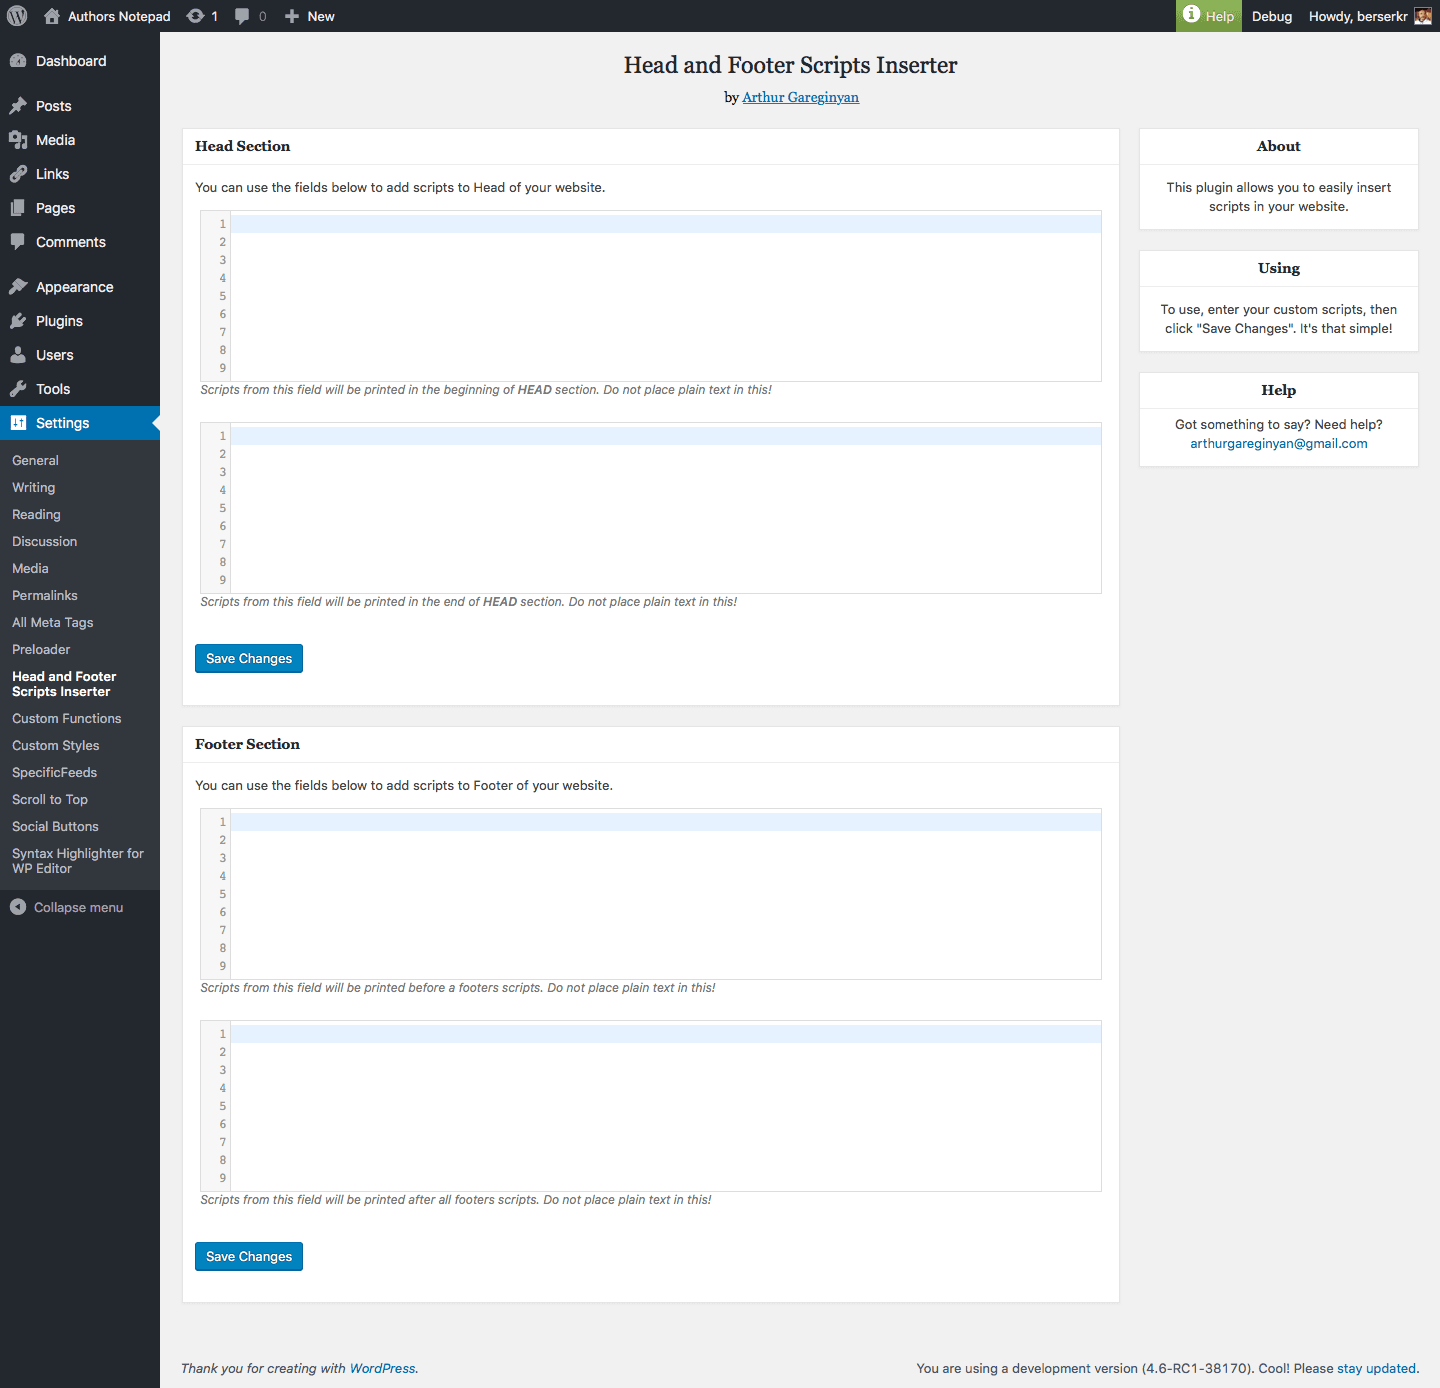 Authors Notepad 1 0 New Help Debug Howdy, berserkr
Dashboard
Posts
Media
Links
Pages
Comments
Appearance
Plugins
Users
Tools
Settings
General
Writing
Reading
Discussion
Media
Permalinks
All Meta Tags
Preloader
Head and Footer
Scripts Inserter
Custom Functions
Custom Styles
SpecificFeeds
Scroll to Top
Social Buttons
Syntax Highlighter for
WP Editor
Collapse menu
Head and Footer Scripts Inserter
by Arthur Gareginyan
Head Section
You can use the fields below to add scripts to Head of your website.
1
2
3
4
5
6
7
8
9
Scripts from this field will be printed in the beginning of HEAD section. Do not place plain text in this!
1
2
3
4
5
6
7
8
9
Scripts from this field will be printed in the end of HEAD section. Do not place plain text in this!
Save Changes
Footer Section
You can use the fields below to add scripts to Footer of your website.
1
2
3
4
5
6
7
8
9
Scripts from this field will be printed before a footers scripts. Do not place plain text in this!
1
2
3
4
5
6
7
8
9
Scripts from this field will be printed after all footers scripts. Do not place plain text in this!
Save Changes
About
This plugin allows you to easily insert
scripts in your website.
Using
To use, enter your custom scripts, then
click "Save Changes". It's that simple!
Help
Got something to say? Need help?
arthurgareginyan@gmail.com
Thank you for creating with WordPress.
You are using a development version (4.6-RC1-38170). Cool! Please stay updated.